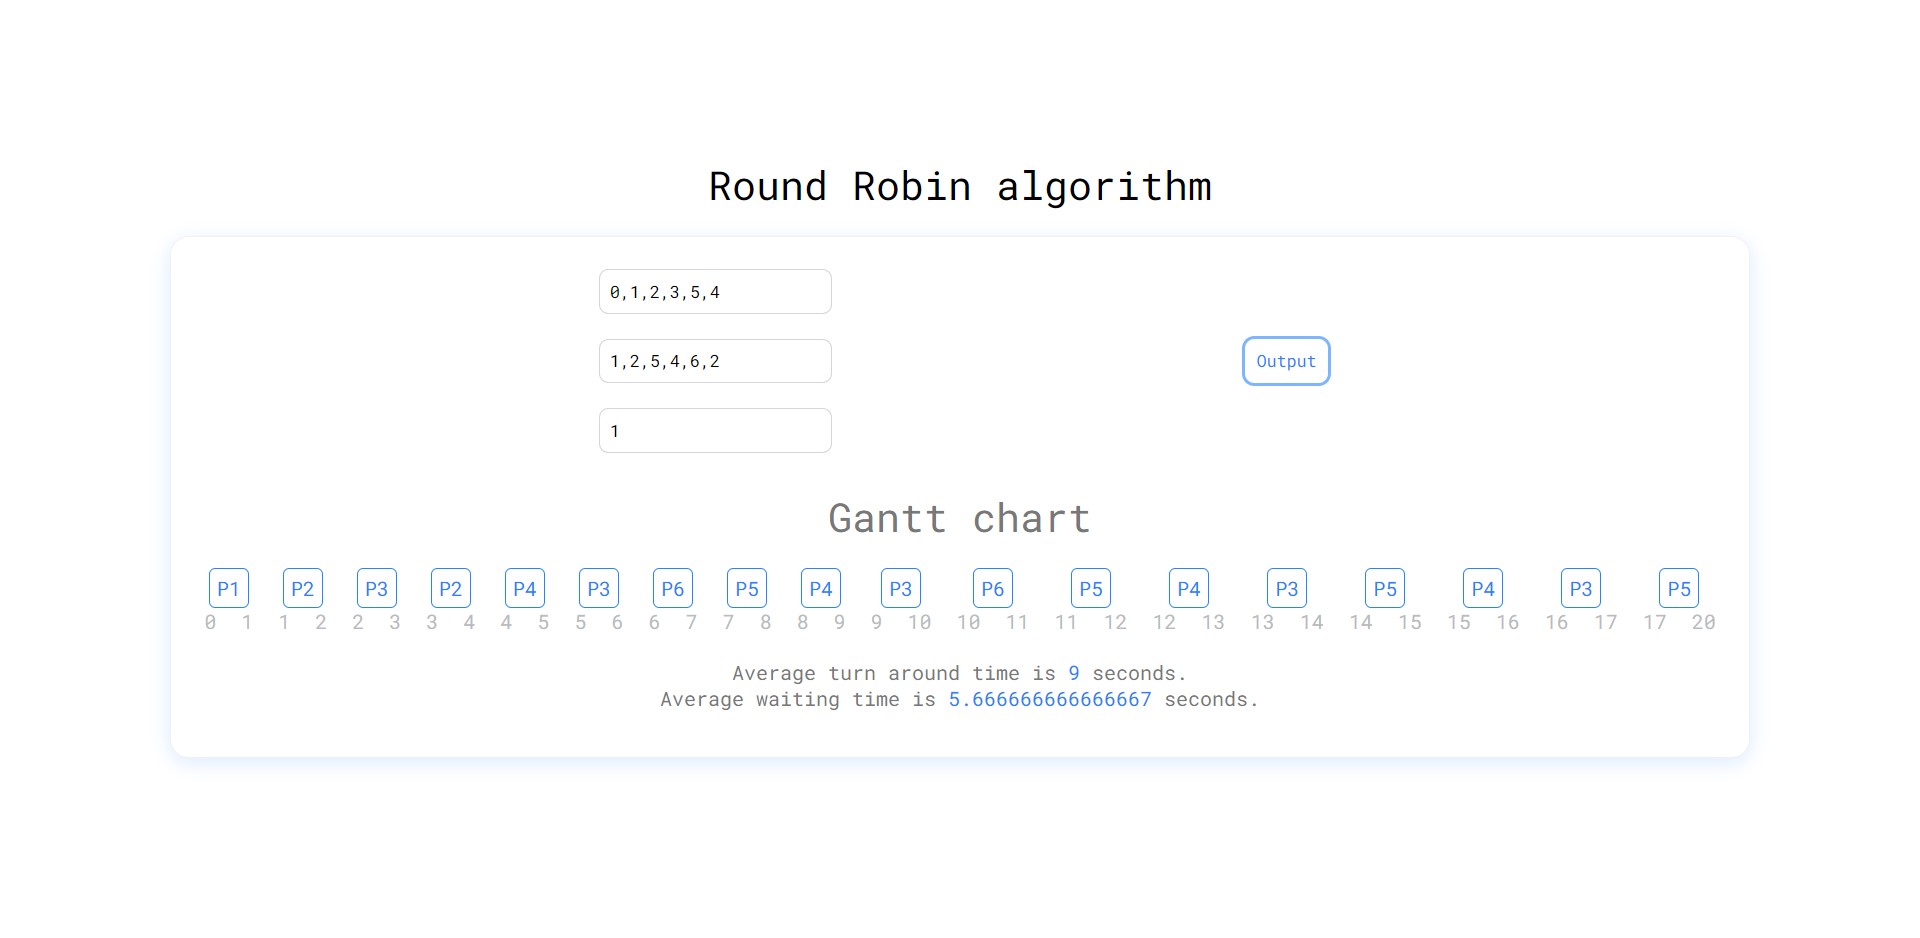 Round Robin algorithm
0,1,2,3,5,4
1,2,5,4,6,2
Output
1
Gantt chart
P1 P2 P3 P2 P4 P3 P6 P5 P4 P3 P6 P5 P4 P3 P5 P4 P3 P5
0 1 1 2 2 3 3 4 4 5 5 6 6 7 7 8 8 9 9 10 10 11 11 12 12 13 13 14 14 15 15 16 16 17 17 20
Average turn around time is 9 seconds.
Average waiting time is 5.666666666666667 seconds.